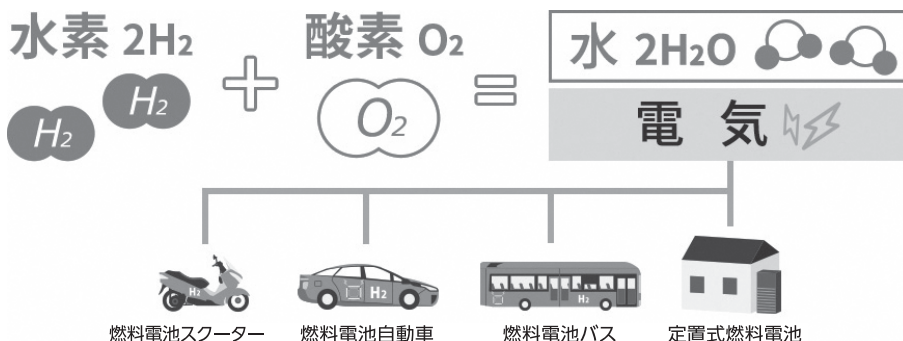 水素 2H₂ + 酸素 O₂ = 水 2H₂O
H₂
H₂
O₂
電気
H₂
H₂
H₂
燃料電池スクーター
燃料電池自動車
燃料電池バス
定置式燃料電池